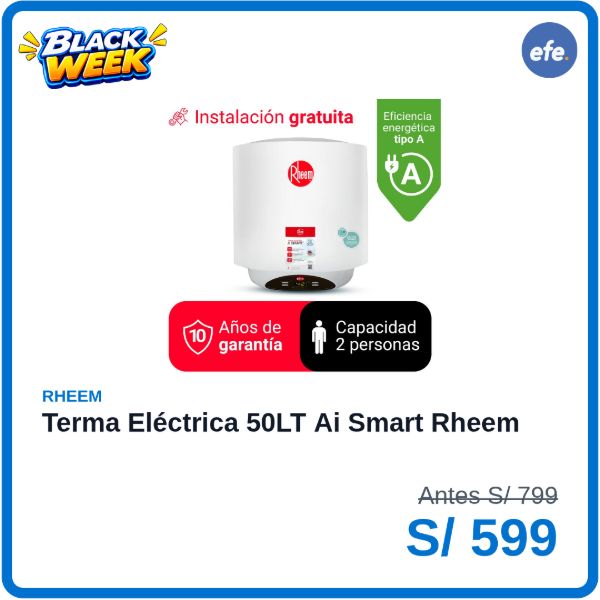 BLACK
WEEK
efe.
Instalación gratuita
Eficiencia
energética
tipo A
A
Rheem
10
Años de
garantía
Capacidad
2 personas
RHEEM
Terma Eléctrica 50LT Ai Smart Rheem
Antes S/ 799
S/ 599